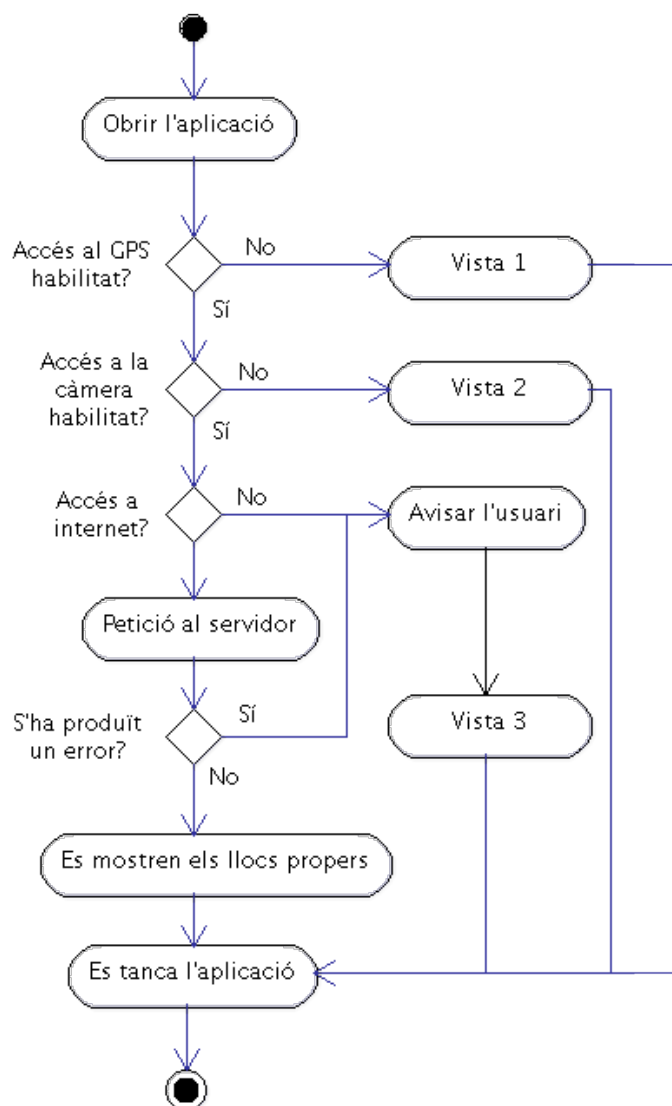 Obrir l'aplicació
Accés al GPS
habilitat?
No
Vista 1
Sí
Accés a la
càmera
habilitat?
No
Vista 2
Sí
Accés a
internet?
No
Avisar l'usuari
Petició al servidor
S'ha produït
un error?
Sí
Vista 3
No
Es mostren els llocs propers
Es tanca l'aplicació